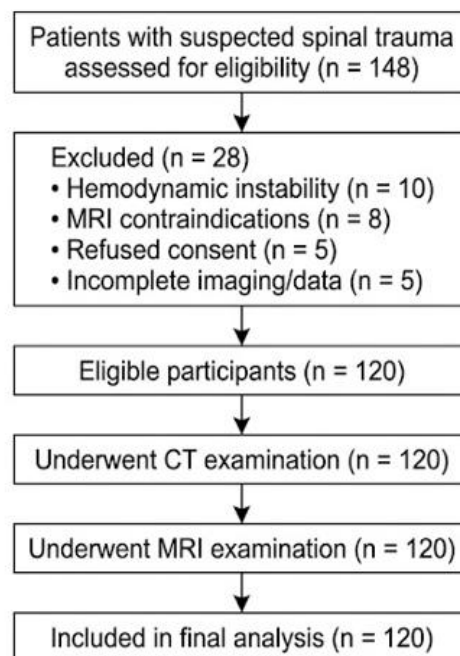 Patients with suspected spinal trauma
assessed for eligibility (n = 148)
Excluded (n = 28)
• Hemodynamic instability (n = 10)
• MRI contraindications (n = 8)
• Refused consent (n = 5)
• Incomplete imaging/data (n = 5)
Eligible participants (n = 120)
Underwent CT examination (n = 120)
Underwent MRI examination (n = 120)
Included in final analysis (n = 120)